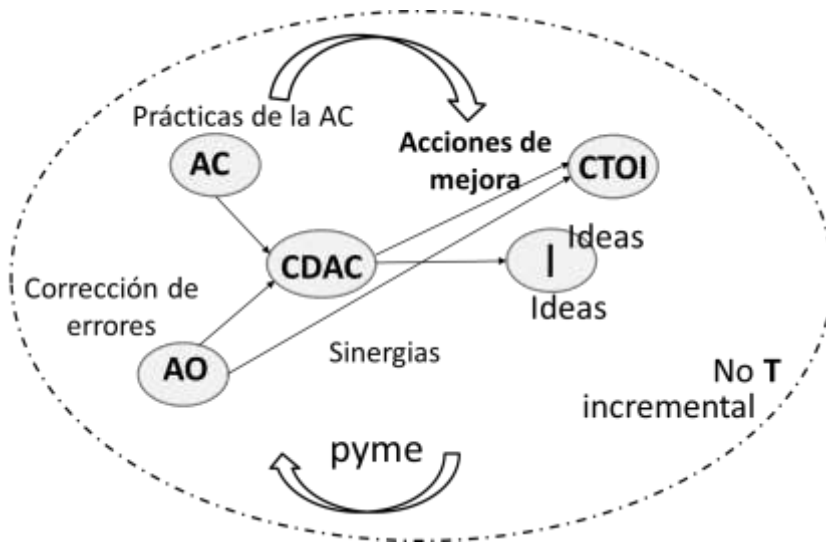 Prácticas de la AC
AC
Acciones de
mejora
CTOI
CDAC
I
Ideas
Ideas
Corrección de
errores
AO
Sinergias
No T
incremental
pyme